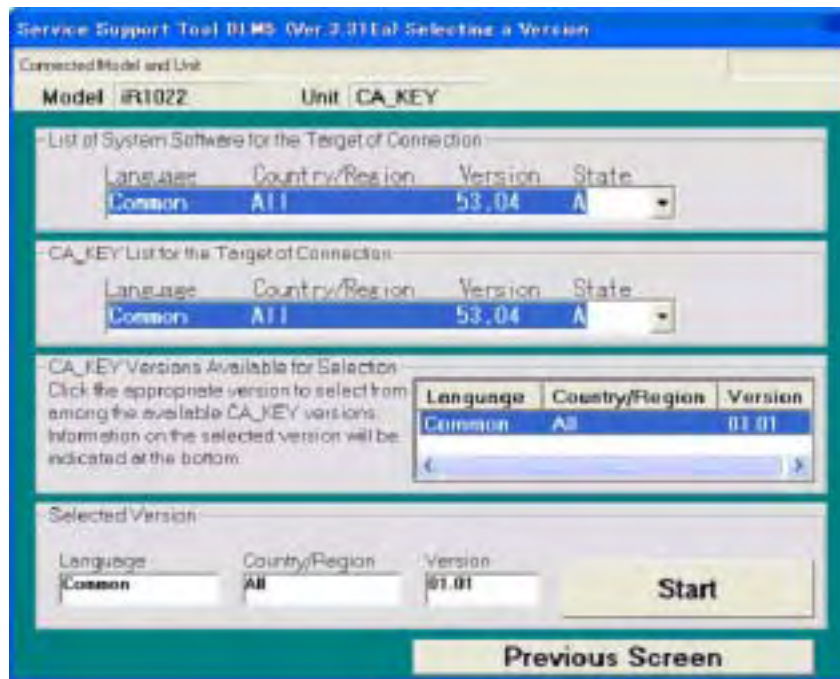 Service Support Tool DLM5 (Ver.3.31Ea) Selecting a Version
Connected Model and Unit
Model iR1022 Unit CA_KEY
List of System Software for the Target of Connection
Language Country/Region Version State
Common All 53.04 A
CA_KEY List for the Target of Connection
Language Country/Region Version State
Common All 53.04 A
CA_KEY Versions Available for Selection
Click the appropriate version to select from
among the available CA_KEY versions.
Information on the selected version will be
indicated at the bottom
Language Country/Region Version
Common All 01.01
Selected Version
Language Country/Region Version
Common All 01.01
Start
Previous Screen